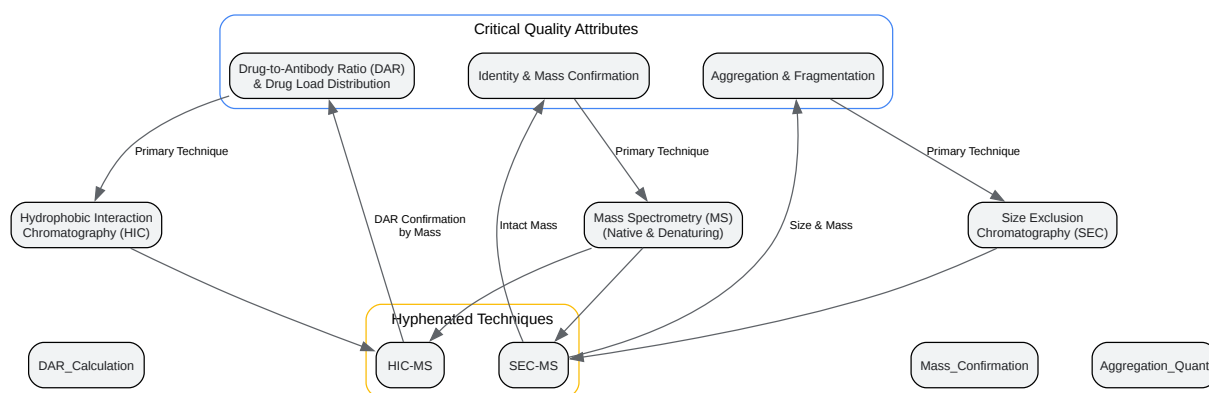 Critical Quality Attributes
Drug-to-Antibody Ratio (DAR)
& Drug Load Distribution
Identity & Mass Confirmation
Aggregation & Fragmentation
Primary Technique
Primary Technique
Primary Technique
Hydrophobic Interaction
Chromatography (HIC)
DAR Confirmation
by Mass
Intact Mass
Mass Spectrometry (MS)
(Native & Denaturing)
Size & Mass
Size Exclusion
Chromatography (SEC)
Hyphenated Techniques
DAR_Calculation
HIC-MS
SEC-MS
Mass_Confirmation
Aggregation_Quant